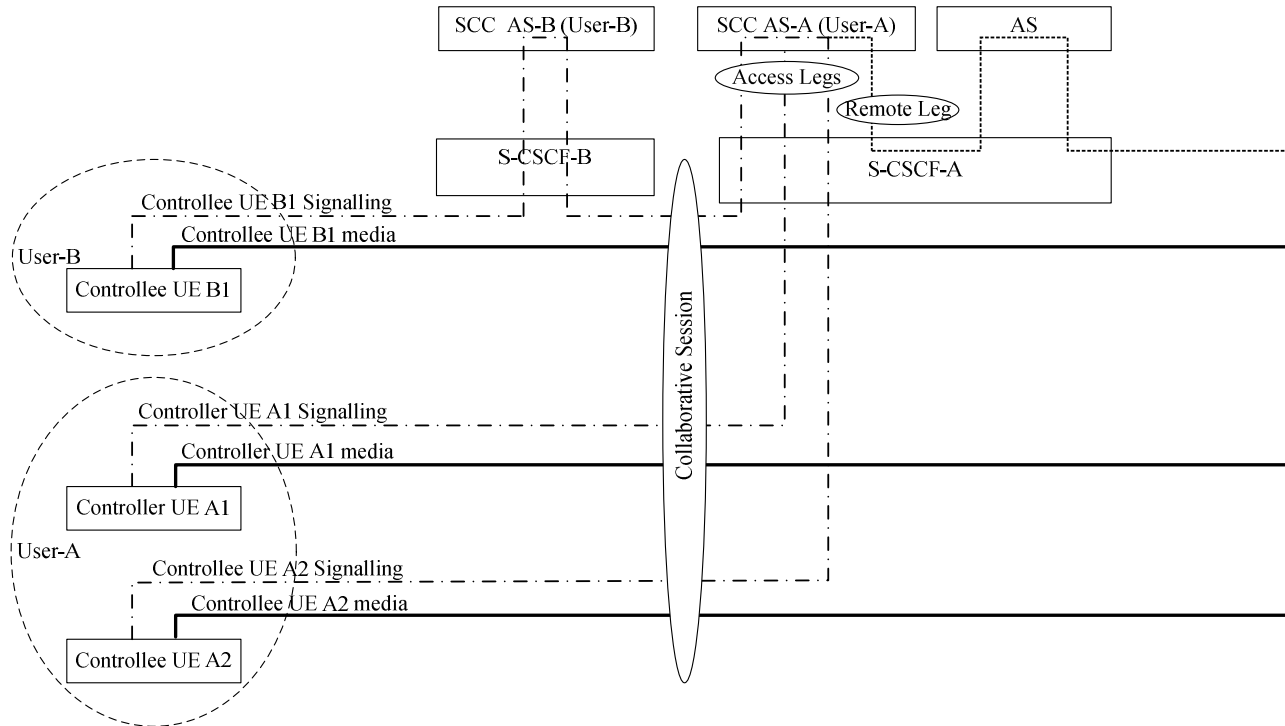 SCC AS-B (User-B)
SCC AS-A (User-A)
AS
Access Legs
Remote Leg
S-CSCF-B
S-CSCF-A
Controllee UE B1 Signalling
Controllee UE B1 media
User-B
Controllee UE B1
Collaborative Session
Controller UE A1 Signalling
Controller UE A1 media
Controller UE A1
User-A
Controllee UE A2 Signalling
Controllee UE A2 media
Controllee UE A2